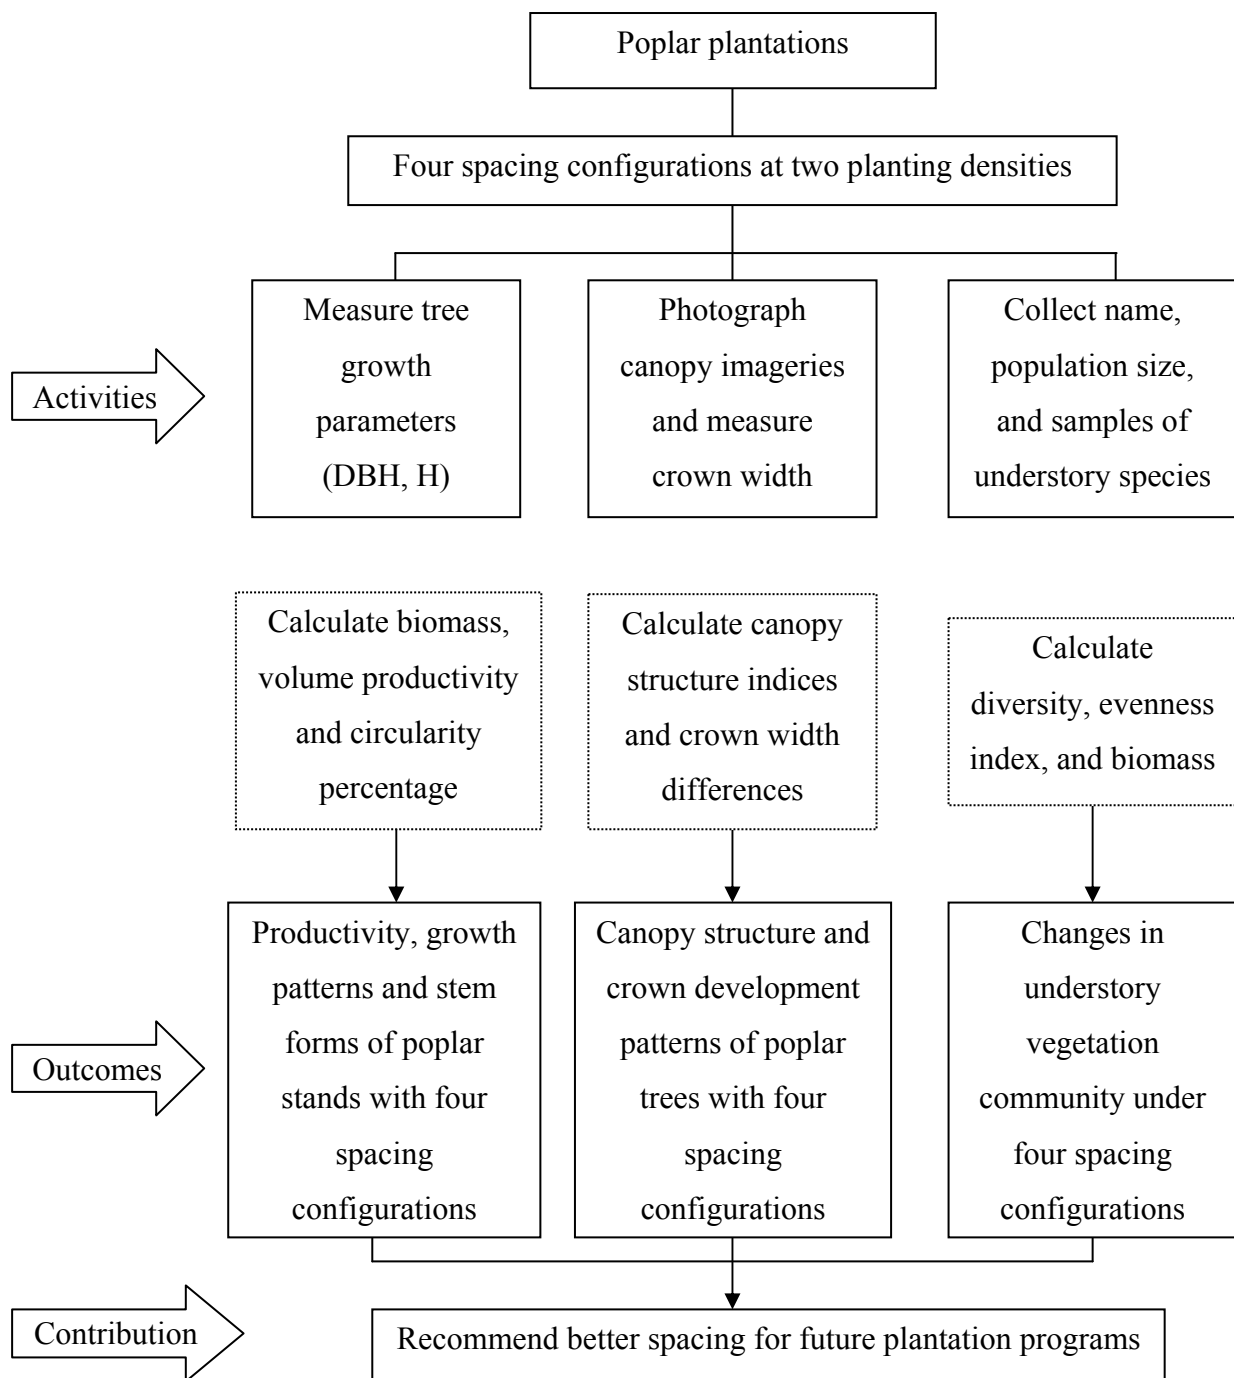 Poplar plantations
Four spacing configurations at two planting densities
Activities
Measure tree
growth
parameters
(DBH, H)
Photograph
canopy imageries
and measure
crown width
Collect name,
population size,
and samples of
understory species
Calculate biomass,
volume productivity
and circularity
percentage
Calculate canopy
structure indices
and crown width
differences
Calculate
diversity, evenness
index, and biomass
Outcomes
Productivity, growth
patterns and stem
forms of poplar
stands with four
spacing
configurations
Canopy structure and
crown development
patterns of poplar
trees with four
spacing
configurations
Changes in
understory
vegetation
community under
four spacing
configurations
Contribution
Recommend better spacing for future plantation programs